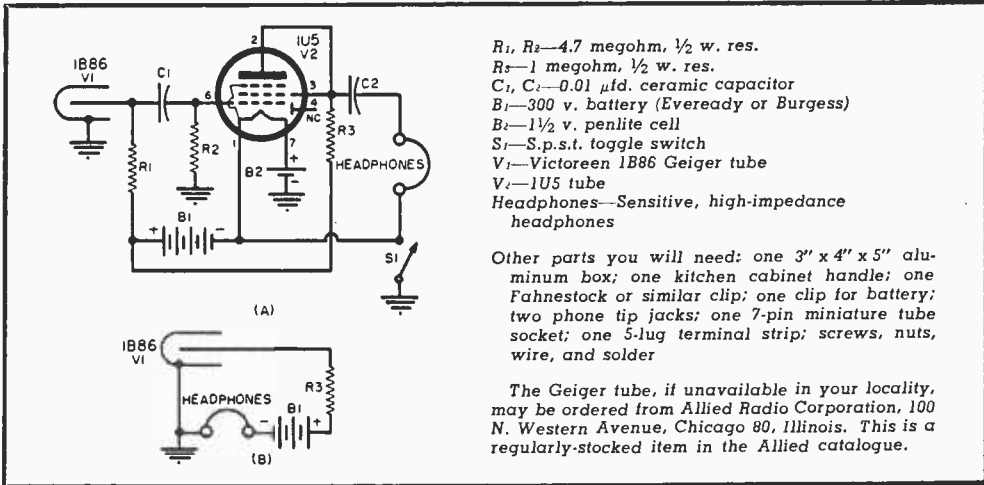 1B86
V1
C1
2
1U5
V2
6
3
4
NC
C2
R1
R2
1
7
R3
B2
+
-
HEADPHONES
+
B1
-
S1
(A)
1B86
V1
HEADPHONES
R3
-
B1
+
(B)
R₁, R₂—4.7 megohm, ½ w. res.
R₃—1 megohm, ½ w. res.
C₁, C₂—0.01 µfd. ceramic capacitor
B₁—300 v. battery (Eveready or Burgess)
B₂—1½ v. penlite cell
S₁—S.p.s.t. toggle switch
V₁—Victoreen 1B86 Geiger tube
V₂—1U5 tube
Headphones—Sensitive, high-impedance
headphones
Other parts you will need: one 3" x 4" x 5" alu-
minum box; one kitchen cabinet handle; one
Fahnestock or similar clip; one clip for battery;
two phone tip jacks; one 7-pin miniature tube
socket; one 5-lug terminal strip; screws, nuts,
wire, and solder
The Geiger tube, if unavailable in your locality,
may be ordered from Allied Radio Corporation, 100
N. Western Avenue, Chicago 80, Illinois. This is a
regularly-stocked item in the Allied catalogue.